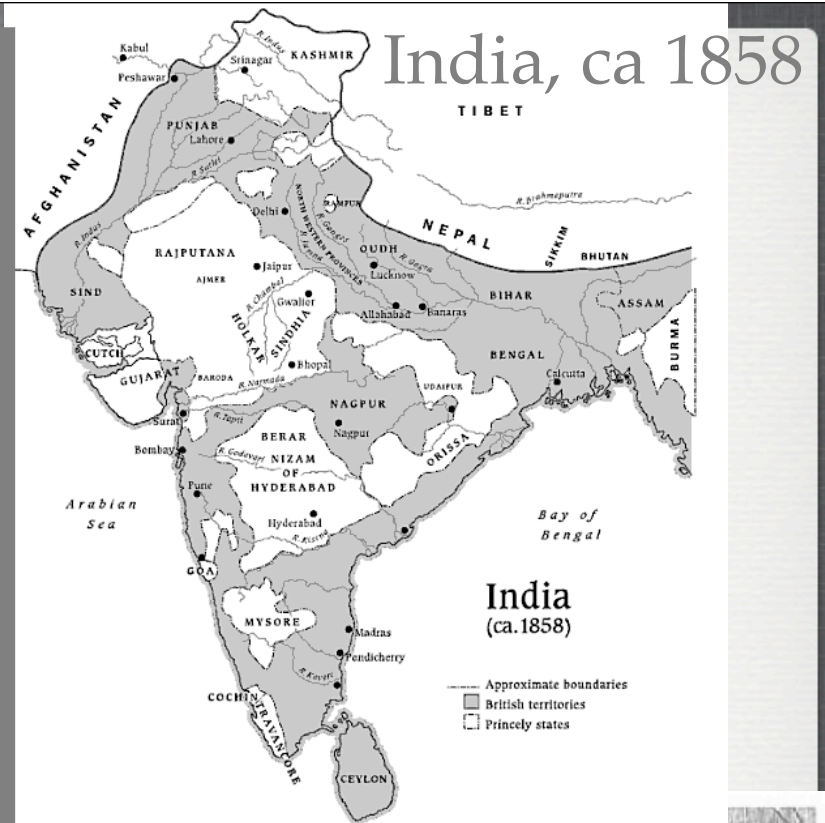 India, ca 1858
Kabul
Peshawar
R. Indus
KASHMIR
Srinagar
TIBET
AFGHANISTAN
PUNJAB
Lahore
R. Sutlej
R. Indus
Delhi
RAMPUR
NORTH WESTERN PROVINCES
R. Ganges
R. Jamna
R. Brahmaputra
NEPAL
SIKKIM
BHUTAN
RAJPUTANA
AJMER
Jaipur
OUDH
R. Gogra
Lucknow
SIND
R. Chambal
Gwalior
HOLKAR
SINDHIA
Allahabad
Banaras
BIHAR
ASSAM
BURMA
CUTCH
GUJARAT
BARODA
R. Narmada
Bhopal
BENGAL
Calcutta
UDAIPUR
Surat
R. Tapti
NAGPUR
Nagpur
BERAR
Bombay
R. Godavari
NIZAM
OF
HYDERABAD
ORISSA
Pune
Hyderabad
R. Kistna
Arabian
Sea
Bay of
Bengal
GOA
India
(ca.1858)
MYSORE
Madras
Pondicherry
R. Kaveri
COCHIN
TRAVANCORE
CEYLON
Approximate boundaries
British territories
Princely states